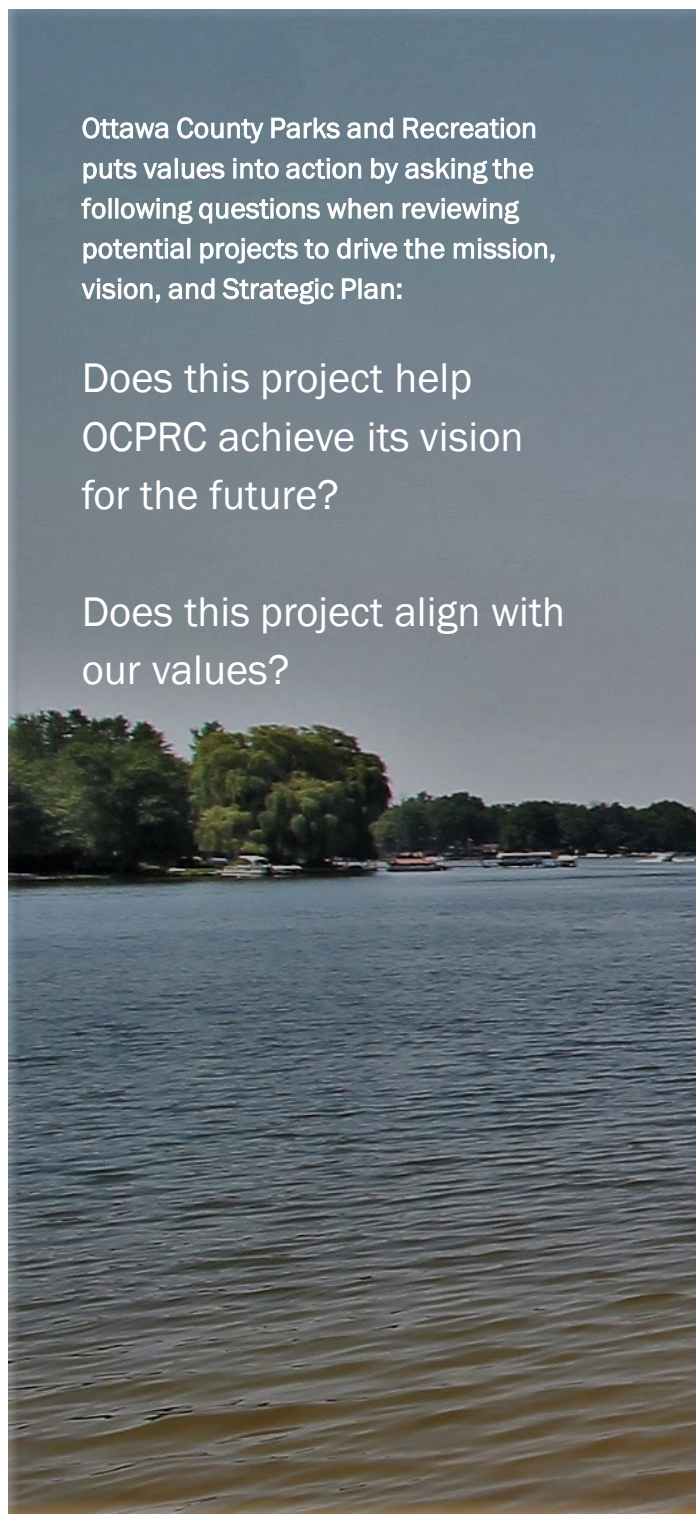 Ottawa County Parks and Recreation
puts values into action by asking the
following questions when reviewing
potential projects to drive the mission,
vision, and Strategic Plan:
Does this project help
OCPRC achieve its vision
for the future?
Does this project align with
our values?